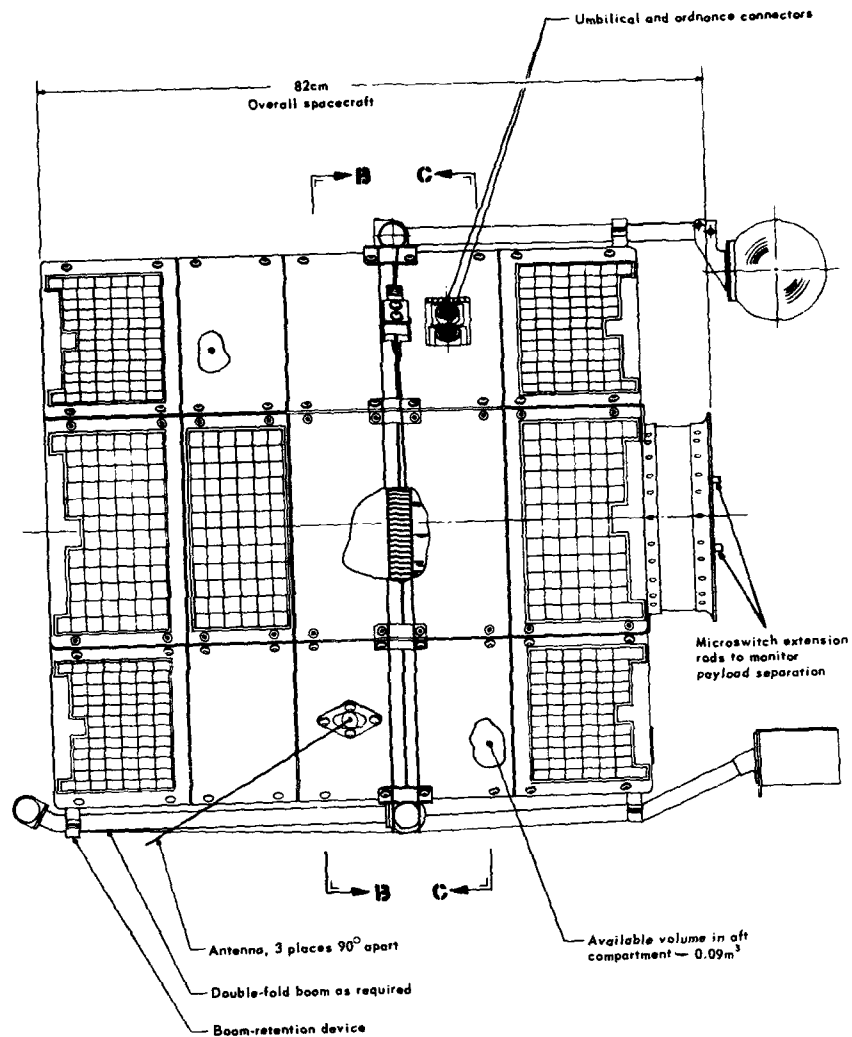 Umbilical and ordnance connectors
82cm
Overall spacecraft
B C
Microswitch extension
rods to monitor
payload separation
B C
Antenna, 3 places 90° apart
Available volume in aft
compartment — 0.09m³
Double-fold boom as required
Boom-retention device